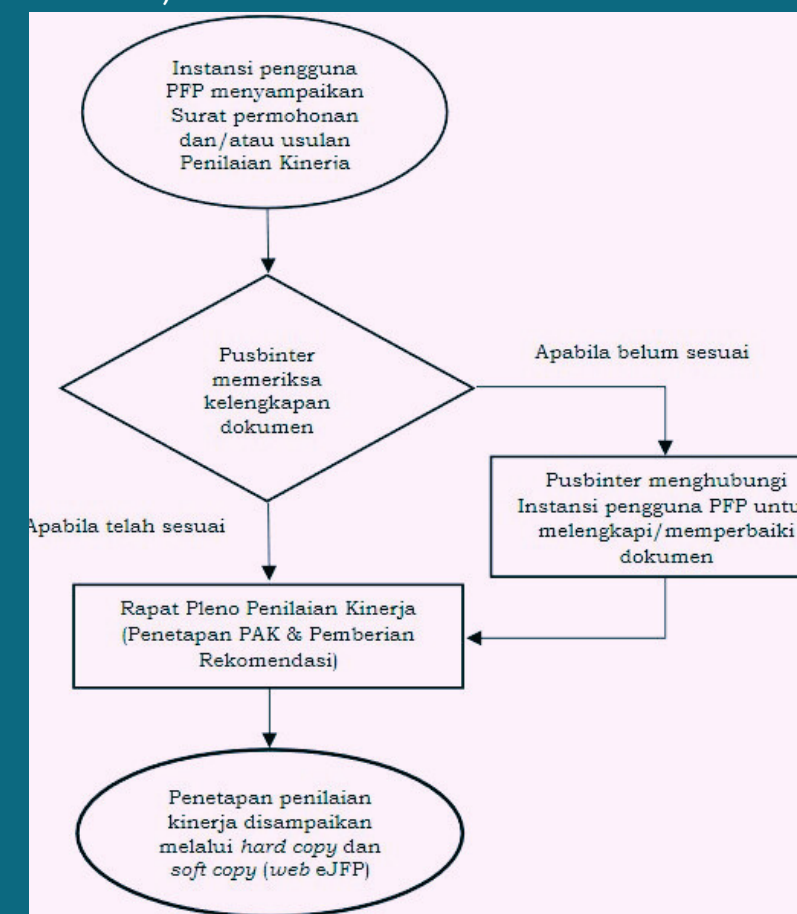 Instansi pengguna
PFP menyampaikan
Surat permohonan
dan/atau usulan
Penilaian Kineria
Pusbinter
memeriksa
kelengkapan
dokumen
Apabila belum sesuai
Pusbinter menghubungi
Instansi pengguna PFP untu
melengkapi/memperbaiki
dokumen
Apabila telah sesuai
Rapat Pleno Penilaian Kinerja
(Penetapan PAK & Pemberian
Rekomendasi)
Penetapan penilaian
kinerja disampaikan
melalui hard copy dan
soft copy (web eJFP)